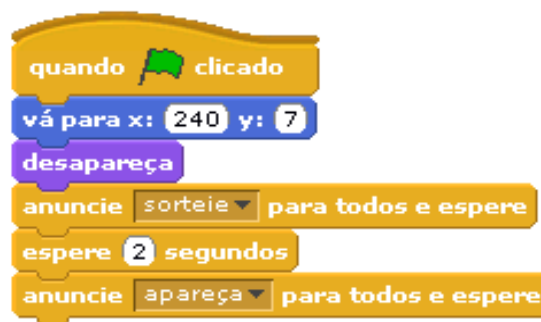 quando clicado
vá para x: 240 y: 7
desapareça
anuncie sorteie para todos e espere
espere 2 segundos
anuncie apareça para todos e espere